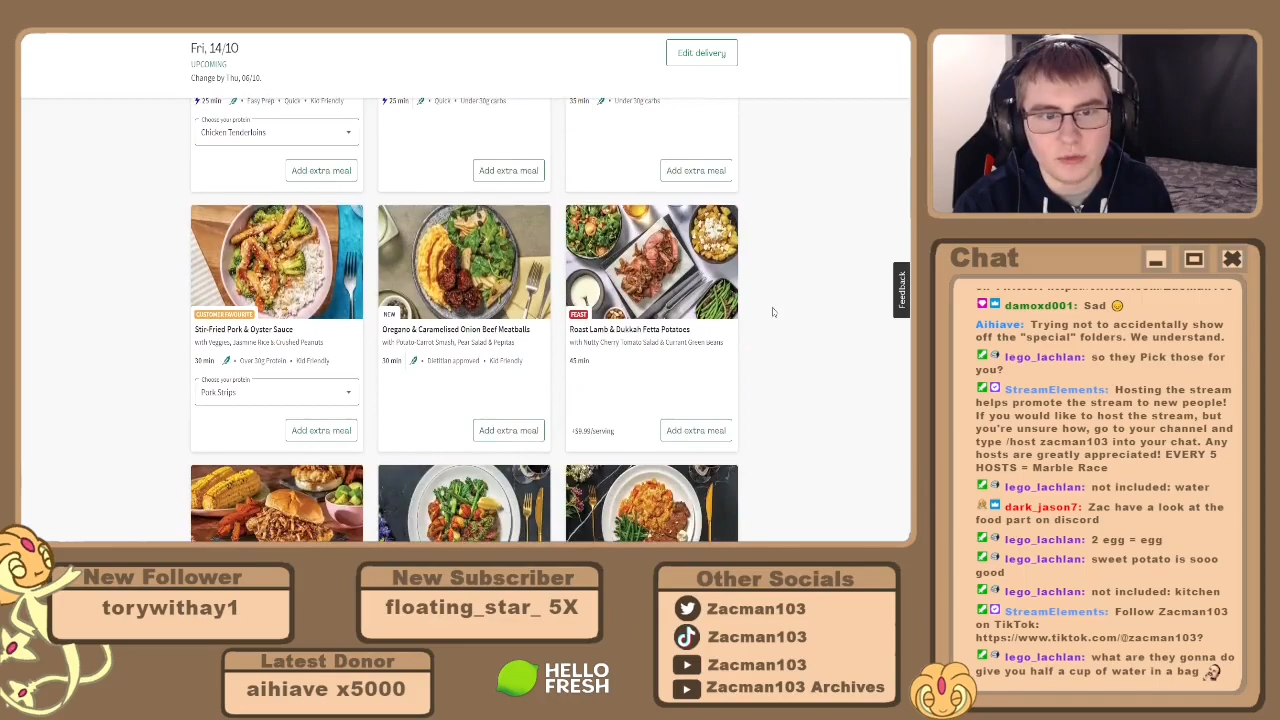 Fri, 14/10
UPCOMING
Change by Thu, 06/10.
Edit delivery
25 min Easy Prep • Quick • Kid Friendly
25 min Quick • Under 30g carbs
35 min Under 30g carbs
Choose your protein
Chicken Tenderloins
Add extra meal
Add extra meal
Add extra meal
CUSTOMER FAVOURITE
NEW
FEAST
Stir-Fried Pork & Oyster Sauce
with Veggies, Jasmine Rice & Crushed Peanuts
30 min Over 30g Protein • Kid Friendly
Choose your protein
Pork Strips
Add extra meal
Oregano & Caramelised Onion Beef Meatballs
with Potato-Carrot Smash, Pear Salad & Pepitas
30 min Dietitian approved • Kid Friendly
Add extra meal
Roast Lamb & Dukkah Fetta Potatoes
with Nutty Cherry Tomato Salad & Currant Green Beans
45 min
+$9.99/serving
Add extra meal
Feedback
Chat
damoxd001: Sad
Aihiave: Trying not to accidentally show
off the "special" folders. We understand.
lego_lachlan: so they Pick those for
you?
StreamElements: Hosting the stream
helps promote the stream to new people!
If you would like to host the stream, but
you're unsure how, go to your channel and
type /host zacman103 into your chat. Any
hosts are greatly appreciated! EVERY 5
HOSTS = Marble Race
lego_lachlan: not included: water
dark_jason7: Zac have a look at the
food part on discord
lego_lachlan: 2 egg = egg
lego_lachlan: sweet potato is sooo
good
lego_lachlan: not included: kitchen
StreamElements: Follow Zacman103
on TikTok:
https://www.tiktok.com/@zacman103?
lego_lachlan: what are they gonna do
give you half a cup of water in a bag
New Follower
torywithay1
New Subscriber
floating_star_ 5X
Latest Donor
aihiave x5000
HELLO
FRESH
Other Socials
Zacman103
Zacman103
Zacman103
Zacman103 Archives